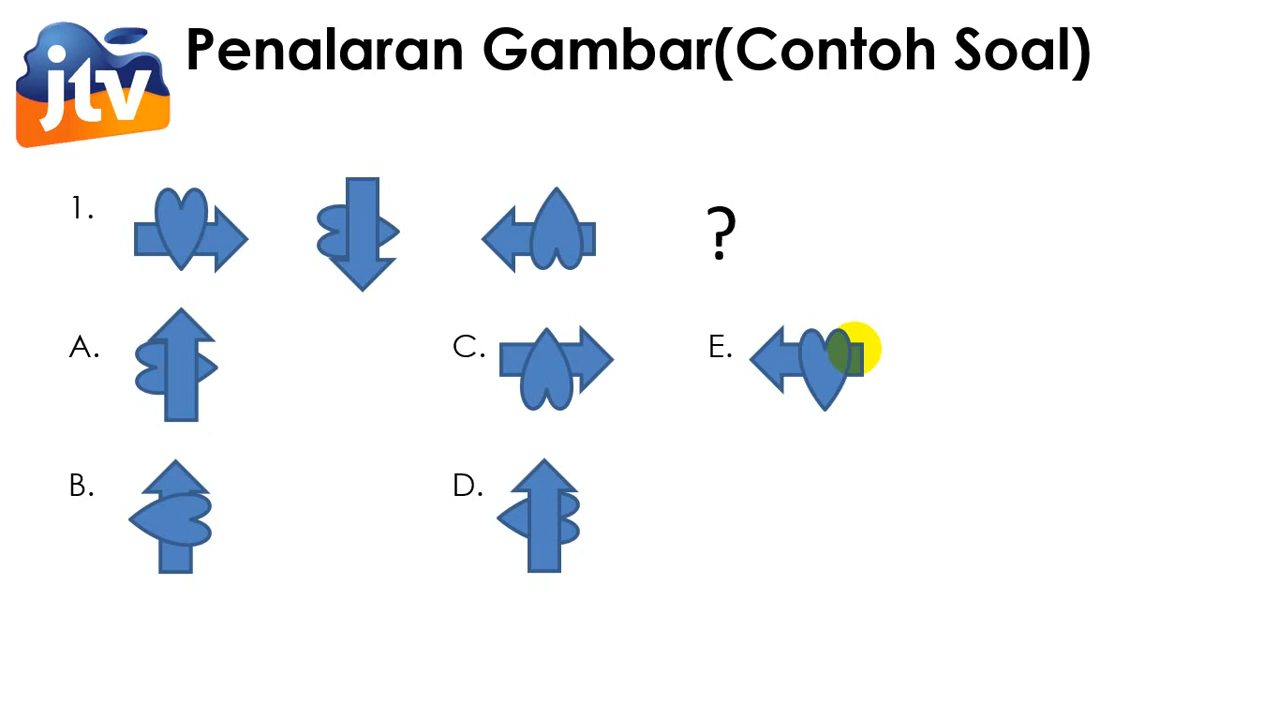 jtv
Penalaran Gambar(Contoh Soal)
1.
?
A.
C.
E.
B.
D.